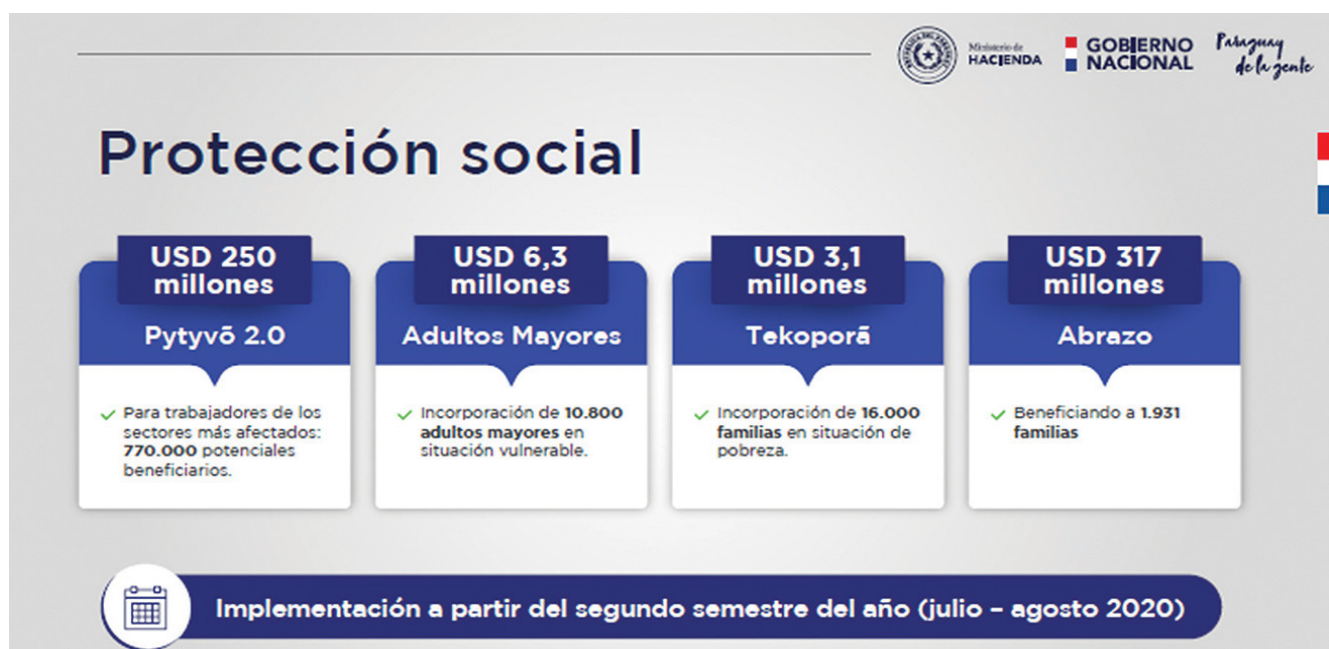 Ministerio de
HACIENDA
GOBIERNO
NACIONAL
Paraguay
de la gente
Protección social
USD 250
millones
Pytyvõ 2.0
Para trabajadores de los
sectores más afectados:
770.000 potenciales
beneficiarios.
USD 6,3
millones
Adultos Mayores
Incorporación de 10.800
adultos mayores en
situación vulnerable.
USD 3,1
millones
Tekoporã
Incorporación de 16.000
familias en situación de
pobreza.
USD 317
millones
Abrazo
Beneficiando a 1.931
familias
Implementación a partir del segundo semestre del año (julio – agosto 2020)